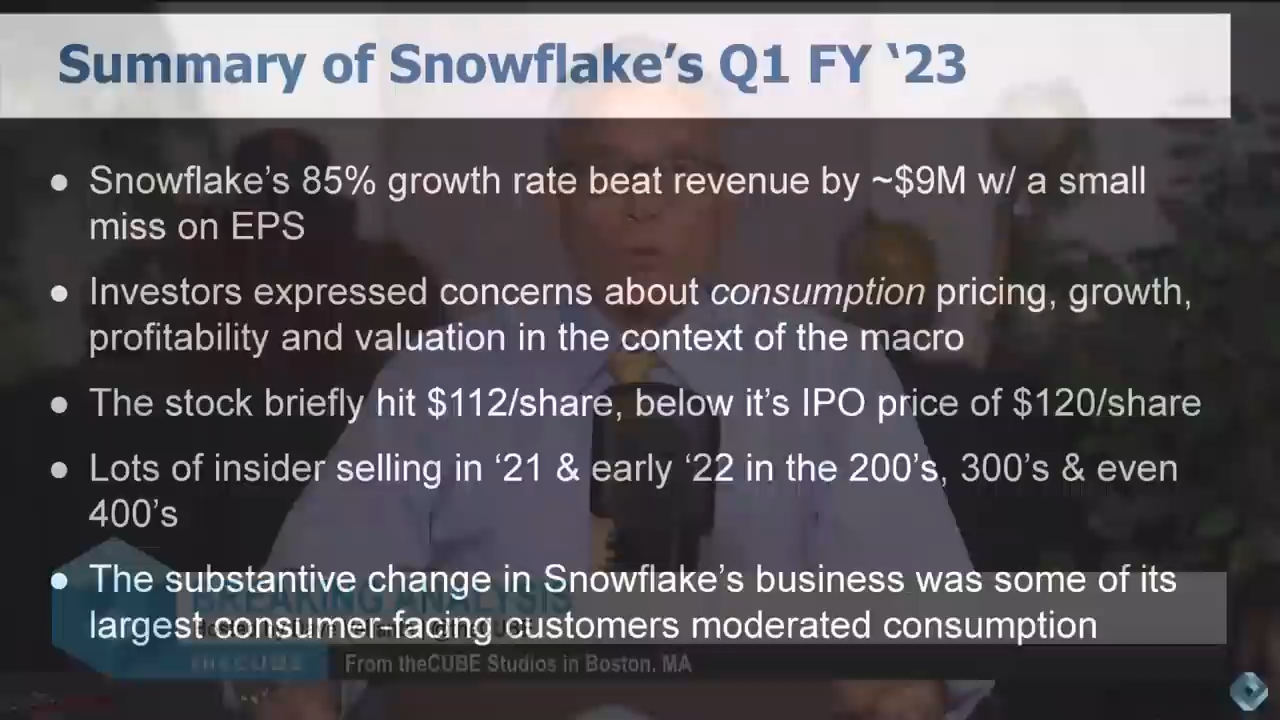 Summary of Snowflake's Q1 FY ‘23
● Snowflake's 85% growth rate beat revenue by ~$9M w/ a small
miss on EPS
● Investors expressed concerns about consumption pricing, growth,
profitability and valuation in the context of the macro
● The stock briefly hit $112/share, below it's IPO price of $120/share
● Lots of insider selling in ‘21 & early ‘22 in the 200's, 300's & even
400's
● The substantive change in Snowflake's business was some of its
largest consumer-facing customers moderated consumption
BREAKING ANALYSIS
theCUBE
From theCUBE Studios in Boston, MA